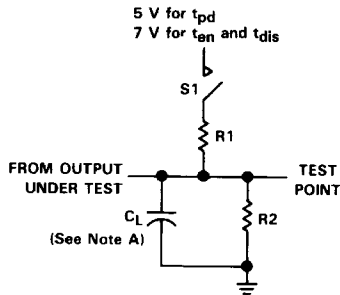 5 V for tpd
7 V for ten and tdis
S1
R1
FROM OUTPUT
UNDER TEST
TEST
POINT
CL
(See Note A)
R2